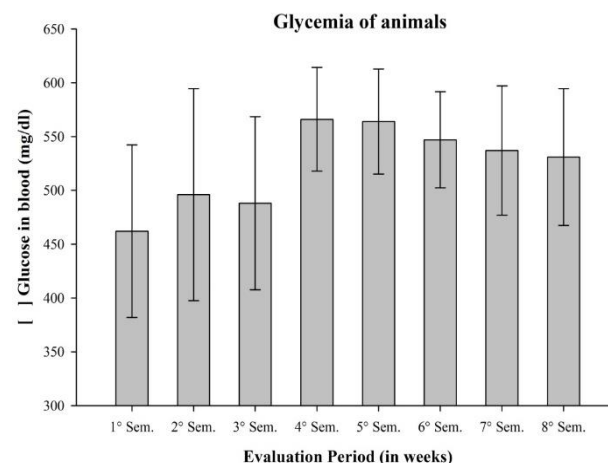 Glycemia of animals
[   ] Glucose in blood (mg/dl)
650
600
550
500
450
400
350
300
1° Sem. 2° Sem. 3° Sem. 4° Sem. 5° Sem. 6° Sem. 7° Sem. 8° Sem.
Evaluation Period (in weeks)